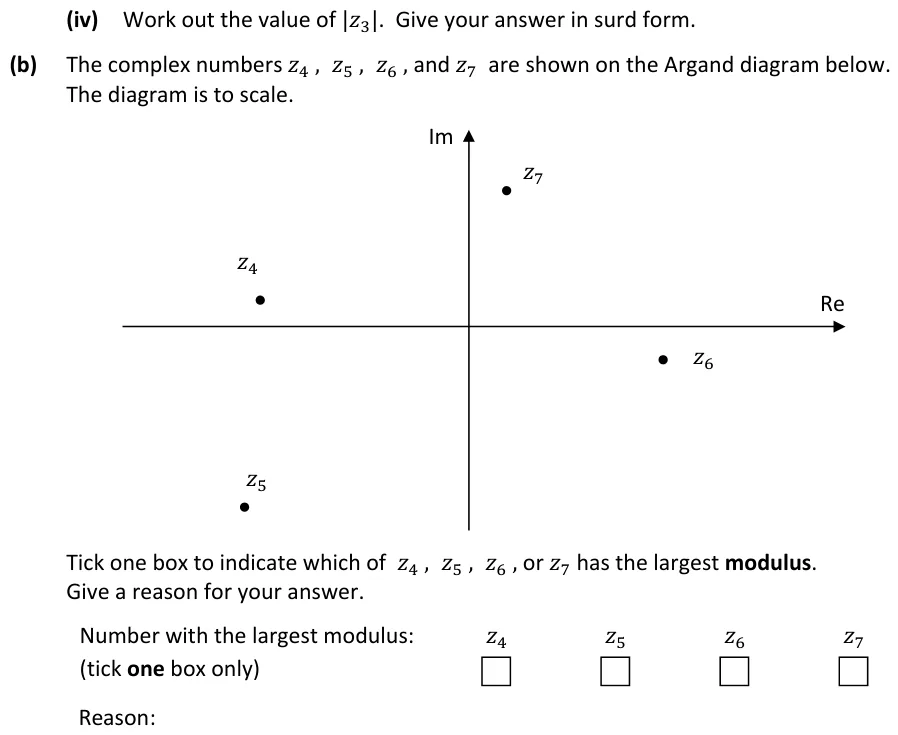 (iv) Work out the value of |z₃|. Give your answer in surd form.
(b) The complex numbers z₄ , z₅ , z₆ , and z₇ are shown on the Argand diagram below.
The diagram is to scale.
Im
z₇
z₄
Re
z₆
z₅
Tick one box to indicate which of z₄ , z₅ , z₆ , or z₇ has the largest modulus.
Give a reason for your answer.
Number with the largest modulus: z₄ z₅ z₆ z₇
(tick one box only)
Reason: